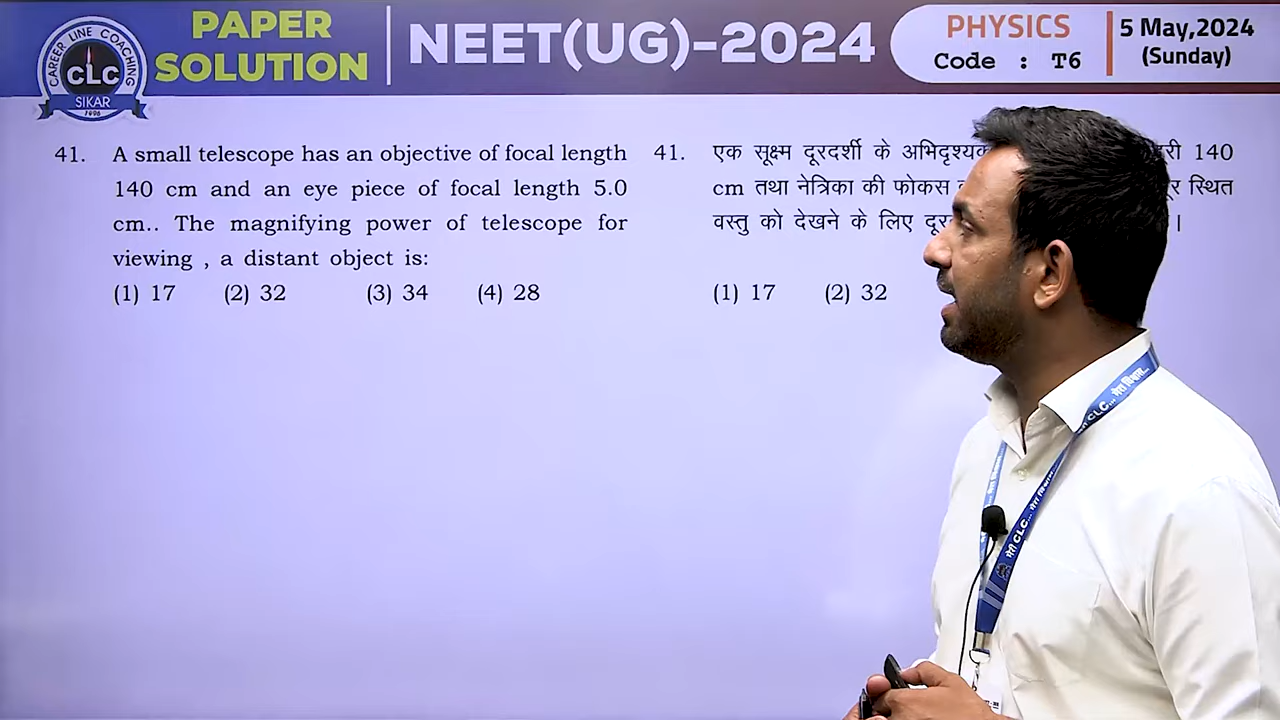 CAREER LINE COACHING
CLC
SIKAR
1996
PAPER
SOLUTION
NEET(UG)-2024
PHYSICS
Code : T6
5 May,2024
(Sunday)
41. A small telescope has an objective of focal length
140 cm and an eye piece of focal length 5.0
cm.. The magnifying power of telescope for
viewing , a distant object is:
(1) 17 (2) 32 (3) 34 (4) 28
41. एक सूक्ष्म दूरदर्शी के 140
cm तथा नेत्रिका की फोकस स्थित
वस्तु को देखने के लिए
(1) 17 (2) 32
मेरा विश्वास...
मेरी CLC...